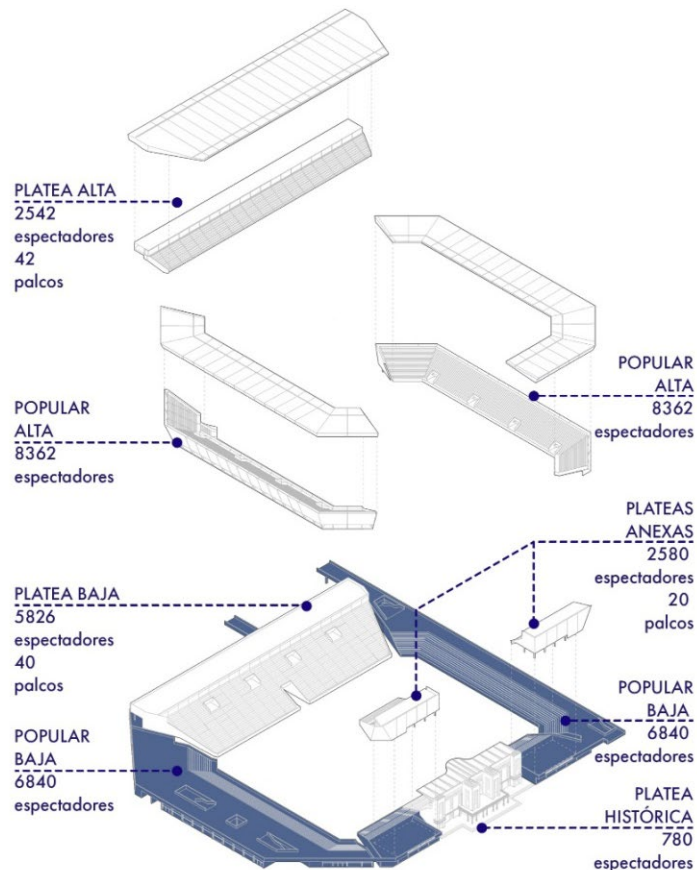 PLATEA ALTA
2542
espectadores
42
palcos
POPULAR
ALTA
8362
espectadores
POPULAR
ALTA
8362
espectadores
PLATEAS
ANEXAS
2580
espectadores
20
palcos
PLATEA BAJA
5826
espectadores
40
palcos
POPULAR
BAJA
6840
espectadores
POPULAR
BAJA
6840
espectadores
PLATEA
HISTÓRICA
780
espectadores